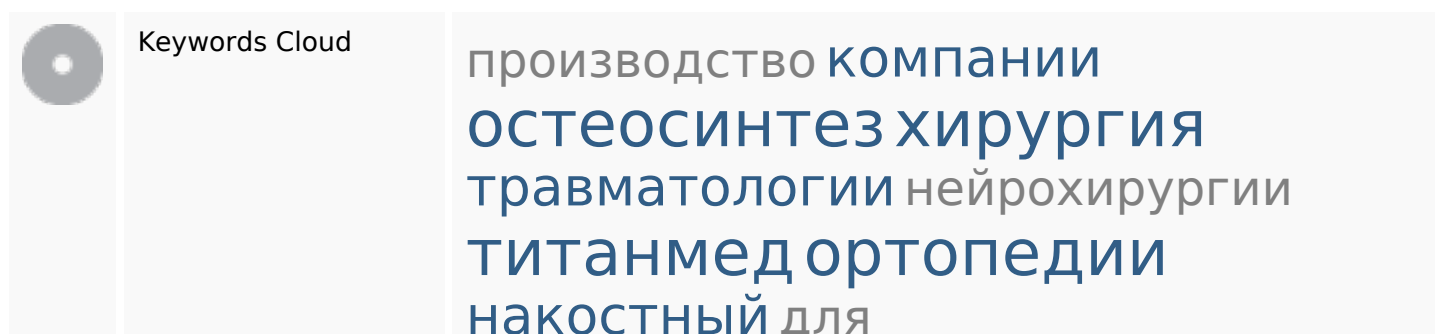 Keywords Cloud
производство компании
остеосинтез хирургия
травматологии нейрохирургии
титанмед ортопедии
накостный для